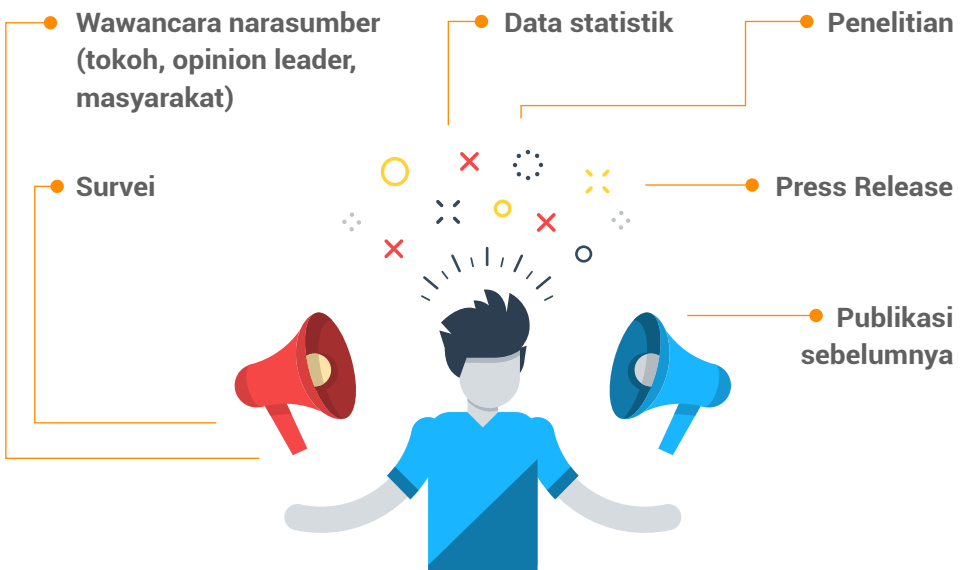 Wawancara narasumber
(tokoh, opinion leader,
masyarakat)
Data statistik
Penelitian
Survei
Press Release
Publikasi
sebelumnya